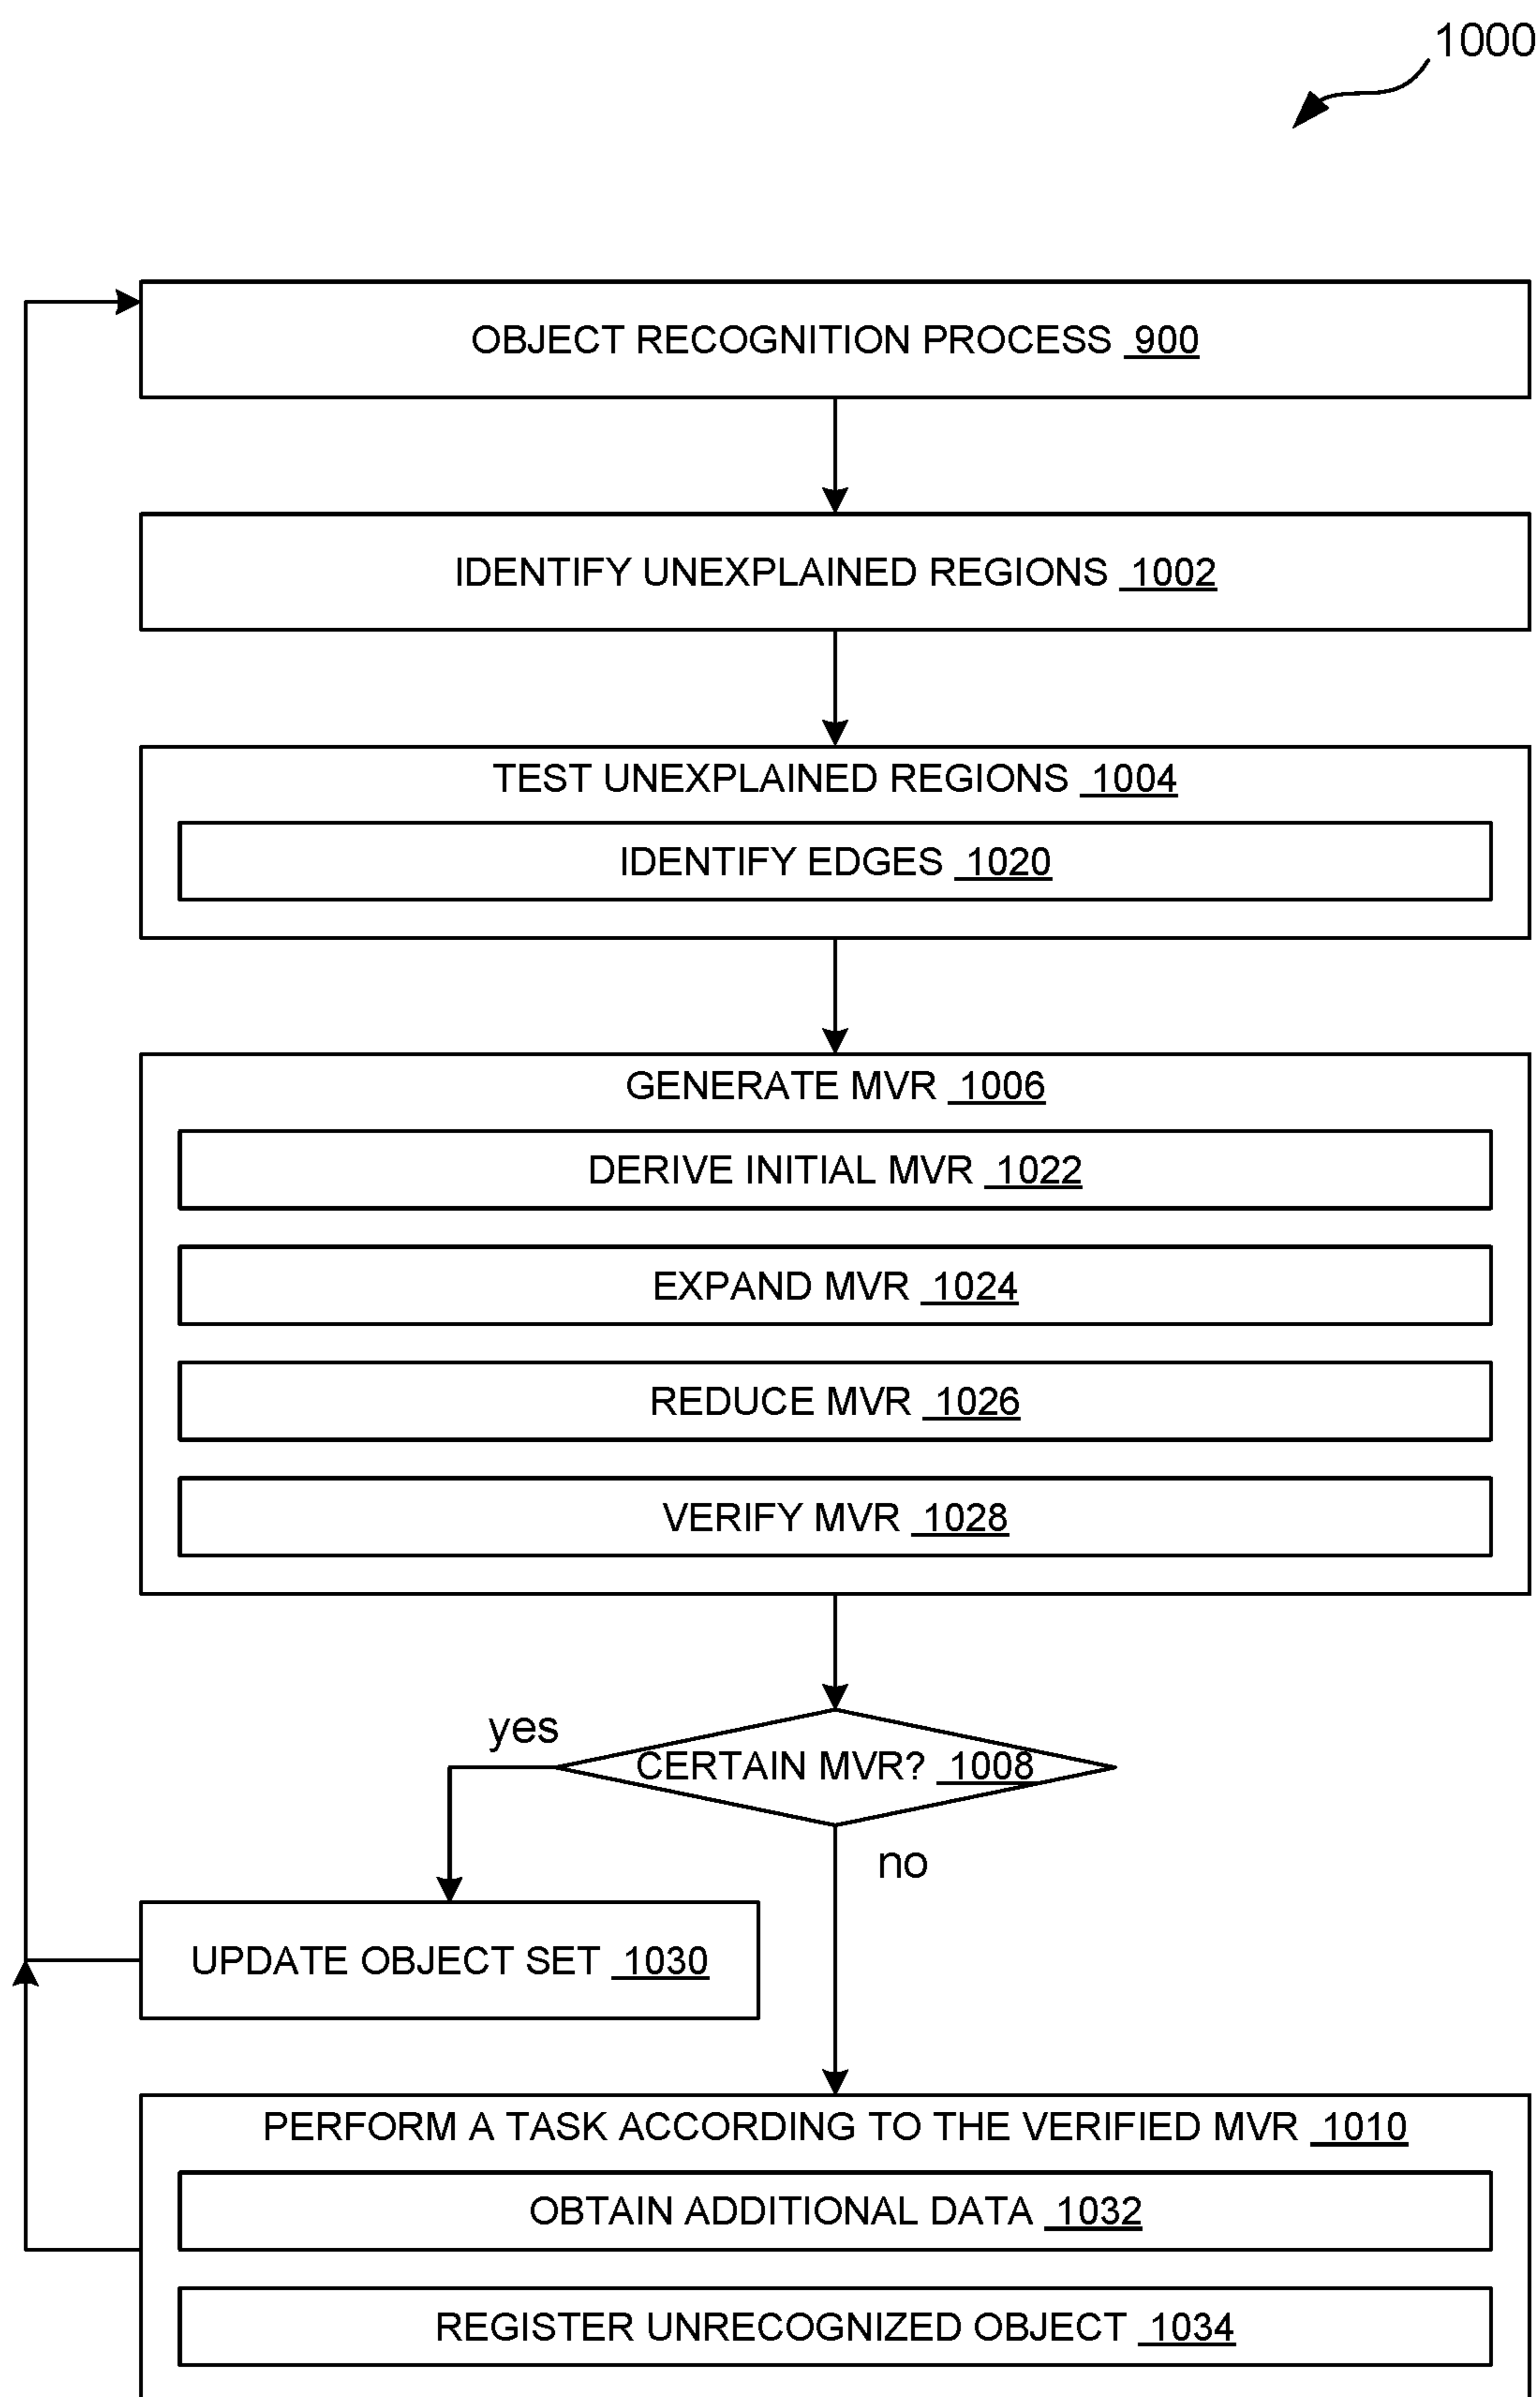 1000
OBJECT RECOGNITION PROCESS 900
IDENTIFY UNEXPLAINED REGIONS 1002
TEST UNEXPLAINED REGIONS 1004
IDENTIFY EDGES 1020
GENERATE MVR 1006
DERIVE INITIAL MVR 1022
EXPAND MVR 1024
REDUCE MVR 1026
VERIFY MVR 1028
yes
CERTAIN MVR? 1008
no
UPDATE OBJECT SET 1030
PERFORM A TASK ACCORDING TO THE VERIFIED MVR 1010
OBTAIN ADDITIONAL DATA 1032
REGISTER UNRECOGNIZED OBJECT 1034